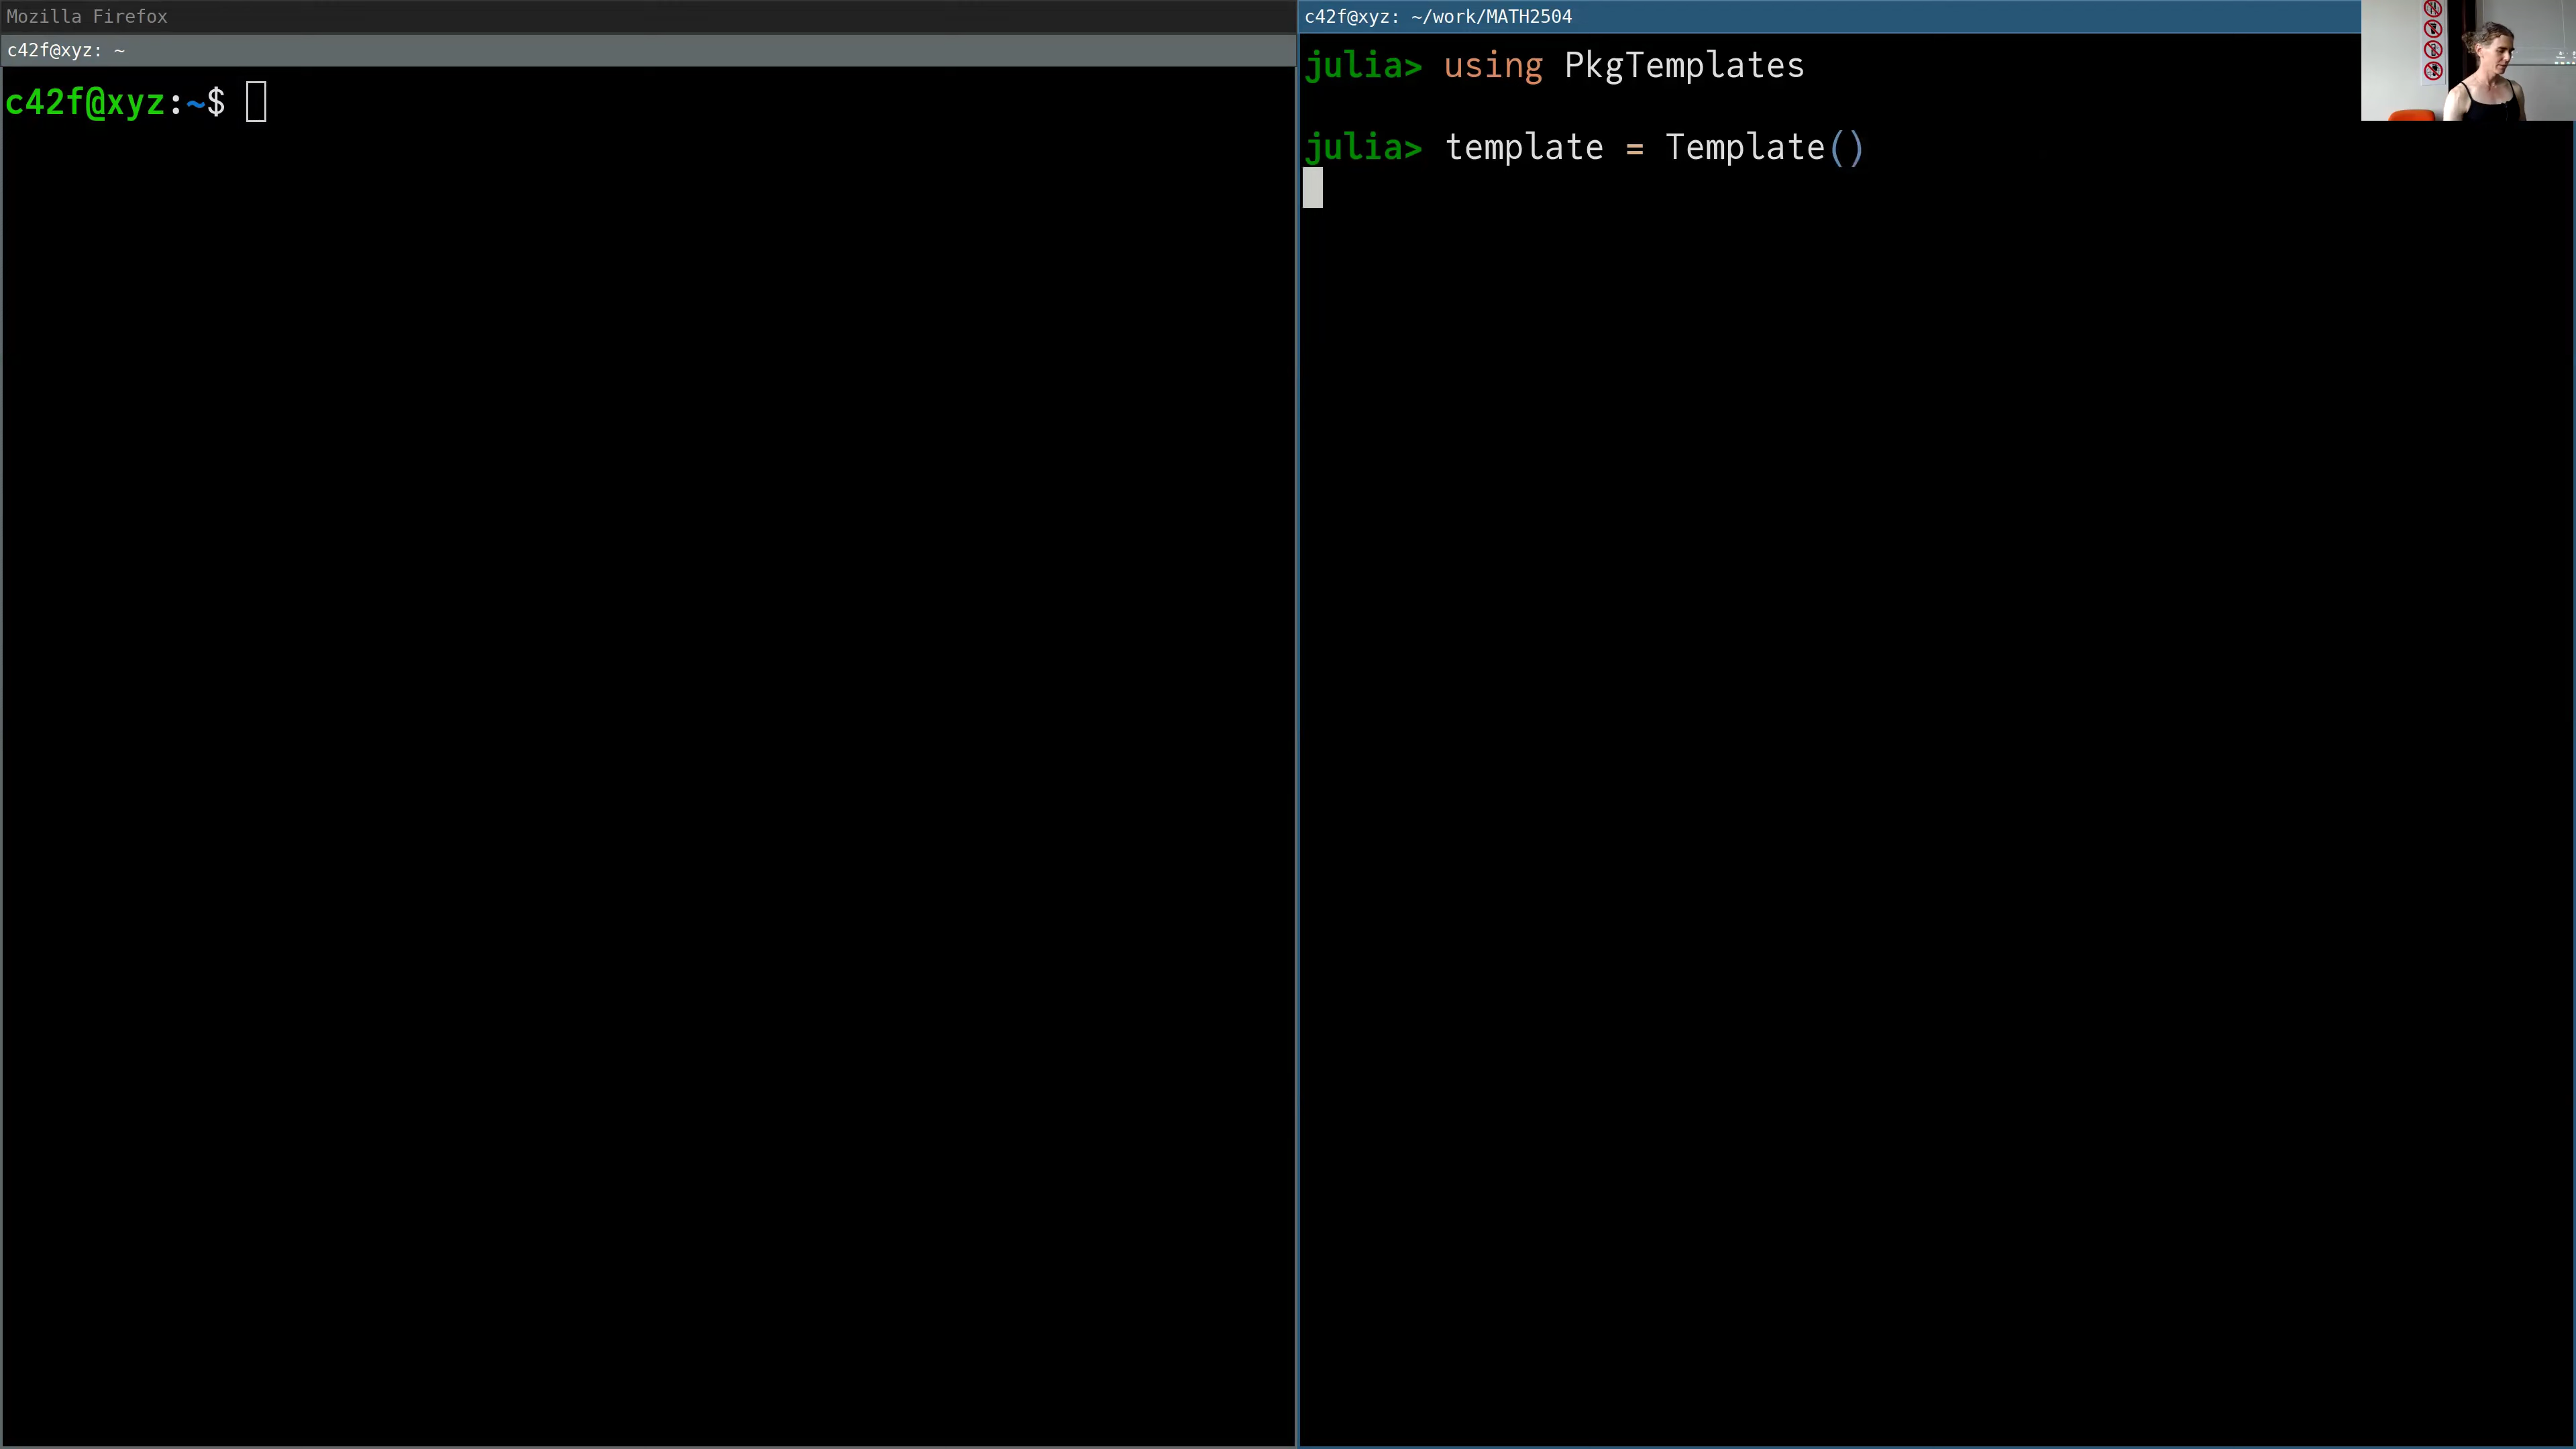 Mozilla Firefox
c42f@xyz: ~
c42f@xyz:~$
c42f@xyz: ~/work/MATH2504
julia> using PkgTemplates
julia> template = Template()